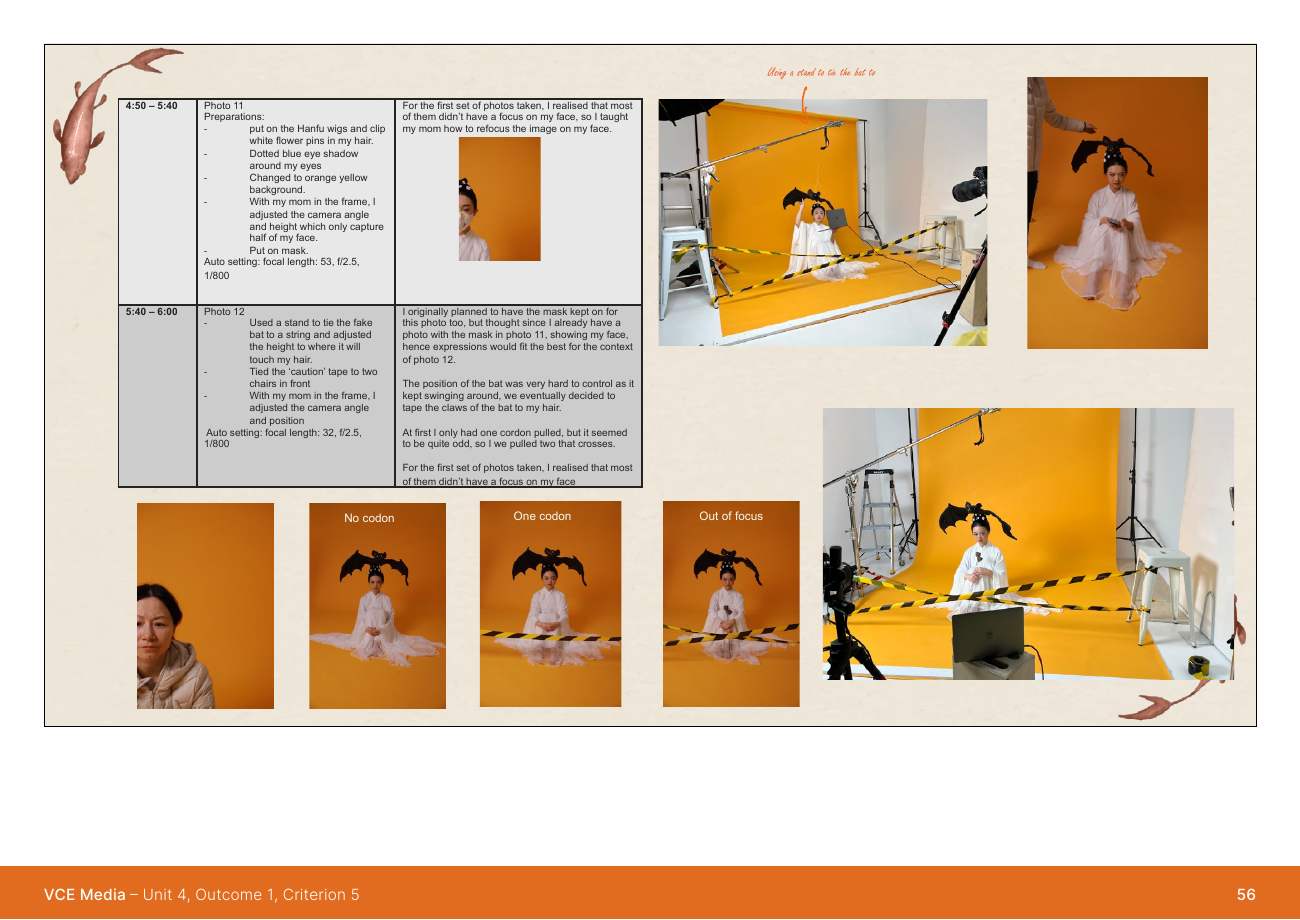 Using a stand to tie the bat to
4:50 – 5:40
Photo 11
Preparations:
- put on the Hanfu wigs and clip
white flower pins in my hair.
- Dotted blue eye shadow
around my eyes
- Changed to orange yellow
background.
- With my mom in the frame, I
adjusted the camera angle
and height which only capture
half of my face.
- Put on mask.
Auto setting: focal length: 53, f/2.5,
1/800
For the first set of photos taken, I realised that most
of them didn’t have a focus on my face, so I taught
my mom how to refocus the image on my face.
5:40 – 6:00
Photo 12
- Used a stand to tie the fake
bat to a string and adjusted
the height to where it will
touch my hair.
- Tied the ‘caution’ tape to two
chairs in front
- With my mom in the frame, I
adjusted the camera angle
and position
Auto setting: focal length: 32, f/2.5,
1/800
I originally planned to have the mask kept on for
this photo too, but thought since I already have a
photo with the mask in photo 11, showing my face,
hence expressions would fit the best for the context
of photo 12.
The position of the bat was very hard to control as it
kept swinging around, we eventually decided to
tape the claws of the bat to my hair.
At first I only had one cordon pulled, but it seemed
to be quite odd, so I we pulled two that crosses.
For the first set of photos taken, I realised that most
of them didn’t have a focus on my face
No codon
One codon
Out of focus
VCE Media – Unit 4, Outcome 1, Criterion 5
56